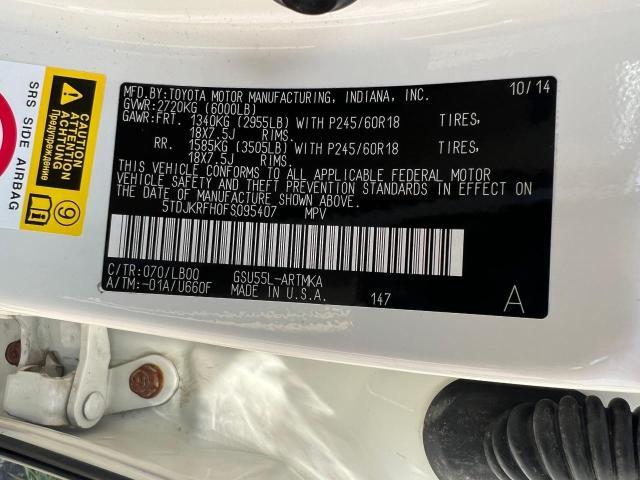 MFD.BY:TOYOTA MOTOR MANUFACTURING, INDIANA, INC. 10/14
GVWR:2720KG (6000LB)
GAWR:FRT. 1340KG (2955LB) WITH P245/60R18 TIRES,
18X7.5J RIMS.
RR. 1585KG (3505LB) WITH P245/60R18 TIRES,
18X7.5J RIMS.
THIS VEHICLE CONFORMS TO ALL APPLICABLE FEDERAL MOTOR
VEHICLE SAFETY AND THEFT PREVENTION STANDARDS IN EFFECT ON
THE DATE OF MANUFACTURE SHOWN ABOVE.
5TDJKRFH0FS095407 MPV
C/TR:070/LB00 GSU55L-ARTMKA
A/TM:-01A/U660F MADE IN U.S.A. 147 A
SRS SIDE AIRBAG
CAUTION
ATTENTION
ACHTUNG
Предупреждение
9